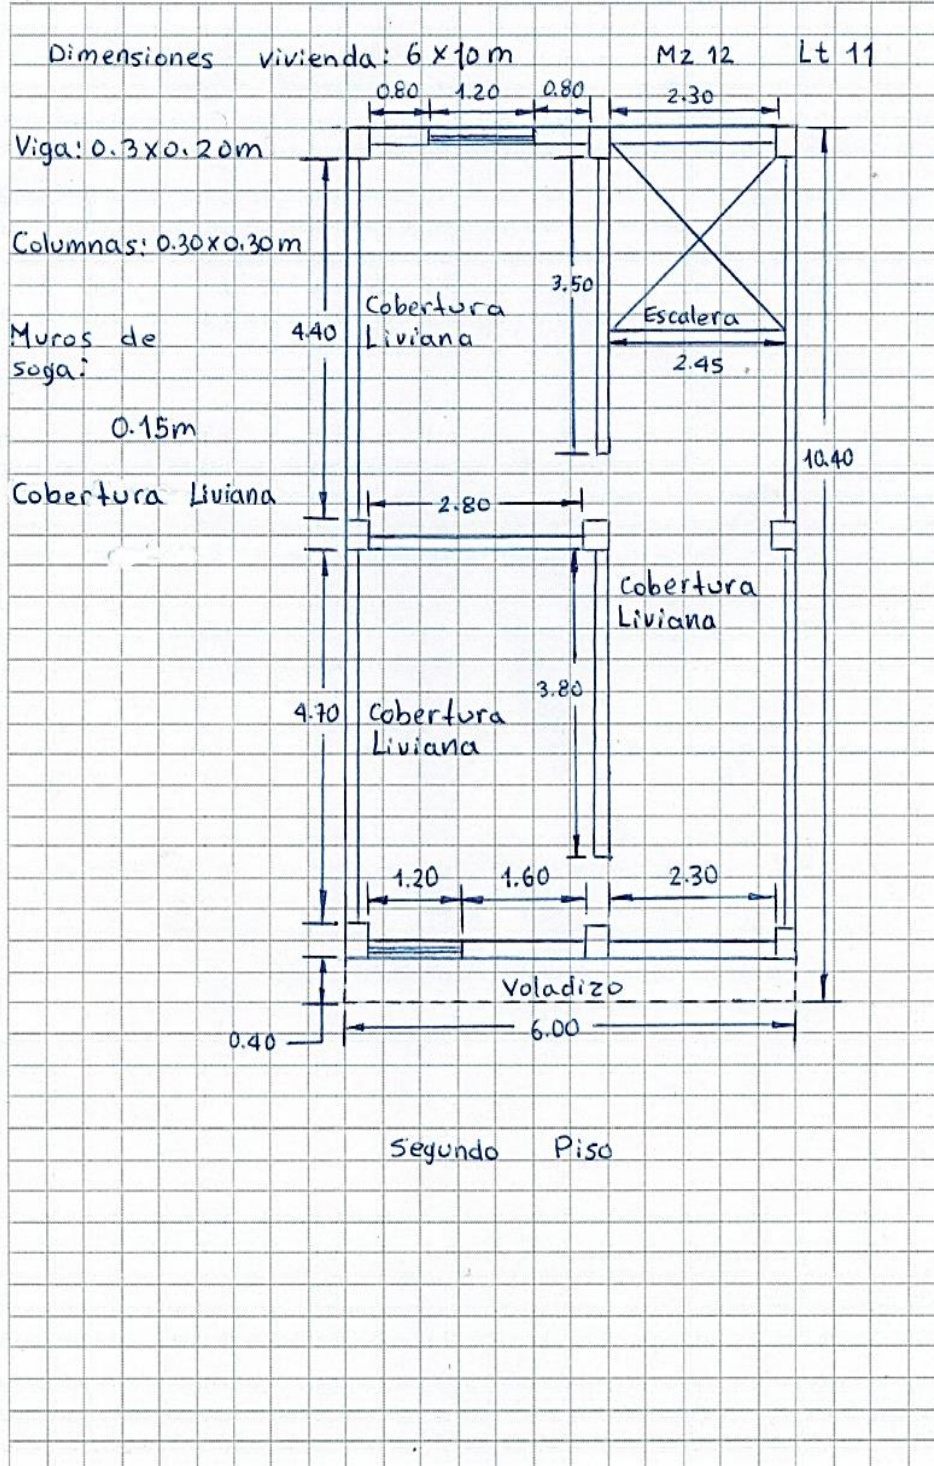 Dimensiones vivienda: 6 x 10 m Mz 12 Lt 11
0.80 1.20 0.80 2.30
Viga: 0.3x0.20m
Columnas: 0.30x0.30m
3.50
Cobertura
Liviana
4.40
Escalera
Muros de
soga:
2.45
0.15m
10.40
Cobertura Liviana
2.80
Cobertura
Liviana
3.80
4.70
Cobertura
Liviana
1.20 1.60 2.30
Voladizo
6.00
0.40
Segundo Piso